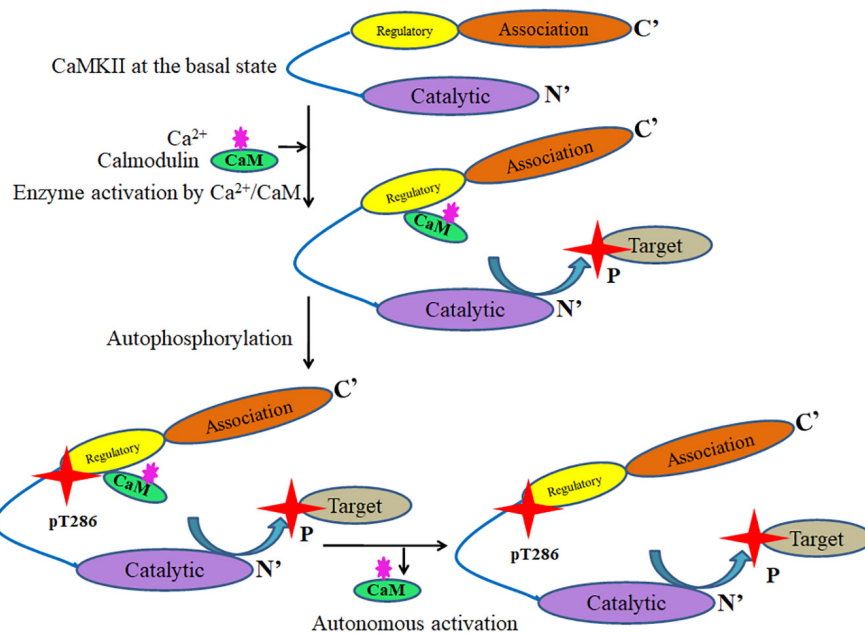 Regulatory Association C’
CaMKII at the basal state
Catalytic N’
Ca²⁺
Calmodulin CaM
Enzyme activation by Ca²⁺/CaM
Regulatory Association C’
CaM
Target
P
Catalytic N’
Autophosphorylation
Regulatory Association C’
CaM
pT286
Target
P
Catalytic N’
CaM
Autonomous activation
Regulatory Association C’
pT286
Target
P
Catalytic N’